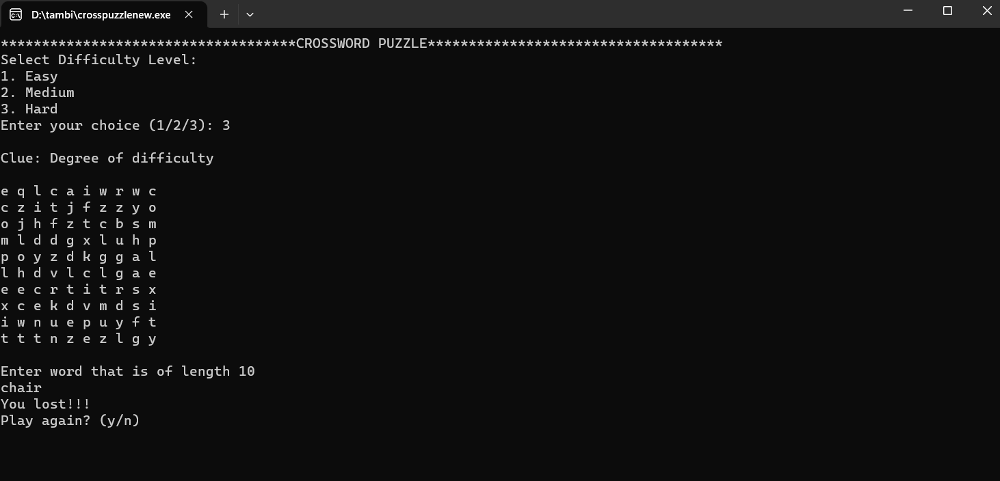 D:\tambi\crosspuzzlenew.exe
************************************CROSSWORD PUZZLE************************************
Select Difficulty Level:
1. Easy
2. Medium
3. Hard
Enter your choice (1/2/3): 3
Clue: Degree of difficulty
e q l c a i w r w c
c z i t j f z z y o
o j h f z t c b s m
m l d d g x l u h p
p o y z d k g g a l
l h d v l c l g a e
e e c r t i t r s x
x c e k d v m d s i
i w n u e p u y f t
t t t n z e z l g y
Enter word that is of length 10
chair
You lost!!!
Play again? (y/n)